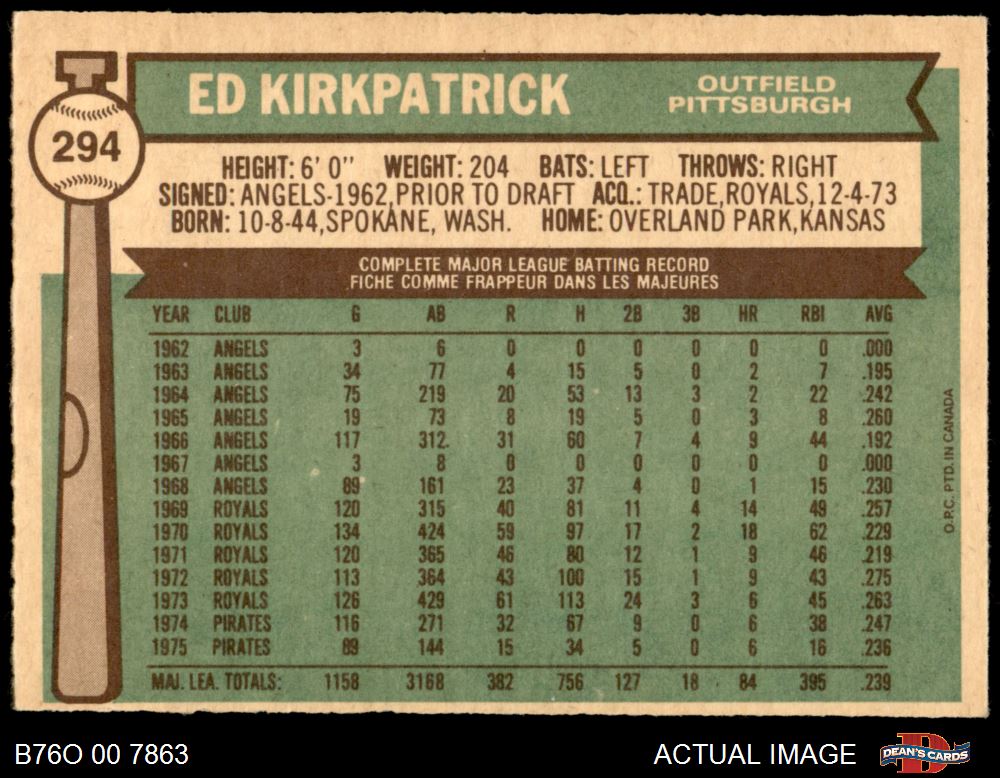 ED KIRKPATRICK
OUTFIELD
PITTSBURGH
294
HEIGHT: 6' 0" WEIGHT: 204 BATS: LEFT THROWS: RIGHT
SIGNED: ANGELS-1962, PRIOR TO DRAFT ACQ.: TRADE, ROYALS, 12-4-73
BORN: 10-8-44, SPOKANE, WASH. HOME: OVERLAND PARK, KANSAS
COMPLETE MAJOR LEAGUE BATTING RECORD
FICHE COMME FRAPPEUR DANS LES MAJEURES
YEAR CLUB G AB R H 2B 3B HR RBI AVG
1962 ANGELS 3 6 0 0 0 0 0 0 .000
1963 ANGELS 34 77 4 15 5 0 2 7 .195
1964 ANGELS 75 219 20 53 13 3 2 22 .242
1965 ANGELS 19 73 8 19 5 0 3 8 .260
1966 ANGELS 117 312 31 60 7 4 9 44 .192
1967 ANGELS 3 8 0 0 0 0 0 0 .000
1968 ANGELS 89 161 23 37 4 0 1 15 .230
1969 ROYALS 120 315 40 81 11 4 14 49 .257
1970 ROYALS 134 424 59 97 17 2 18 62 .229
1971 ROYALS 120 365 46 80 12 1 9 46 .219
1972 ROYALS 113 364 43 100 15 1 9 43 .275
1973 ROYALS 126 429 61 113 24 3 6 45 .263
1974 PIRATES 116 271 32 67 9 0 6 38 .247
1975 PIRATES 89 144 15 34 5 0 6 16 .236
MAJ. LEA. TOTALS: 1158 3168 382 756 127 18 84 395 .239
O.P.C. PTD. IN CANADA
B76O 00 7863
ACTUAL IMAGE
DEAN'S CARDS